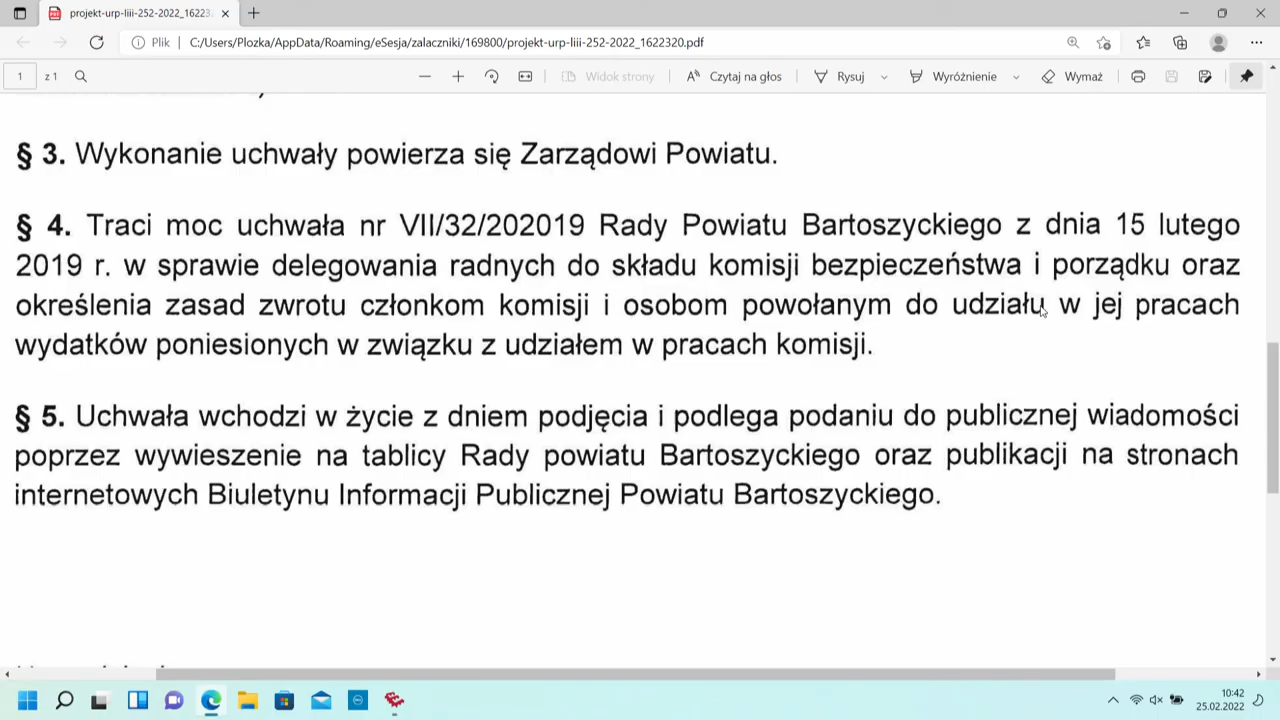 projekt-urp-liii-252-2022_16223
Plik
C:/Users/Plozka/AppData/Roaming/eSesja/zalaczniki/169800/projekt-urp-liii-252-2022_1622320.pdf
1 z 1 Widok strony Czytaj na głos Rysuj Wyróżnienie Wymaż
§ 3. Wykonanie uchwały powierza się Zarządowi Powiatu.
§ 4. Traci moc uchwała nr VII/32/202019 Rady Powiatu Bartoszyckiego z dnia 15 lutego
2019 r. w sprawie delegowania radnych do składu komisji bezpieczeństwa i porządku oraz
określenia zasad zwrotu członkom komisji i osobom powołanym do udziału w jej pracach
wydatków poniesionych w związku z udziałem w pracach komisji.
§ 5. Uchwała wchodzi w życie z dniem podjęcia i podlega podaniu do publicznej wiadomości
poprzez wywieszenie na tablicy Rady powiatu Bartoszyckiego oraz publikacji na stronach
internetowych Biuletynu Informacji Publicznej Powiatu Bartoszyckiego.
10:42
25.02.2022